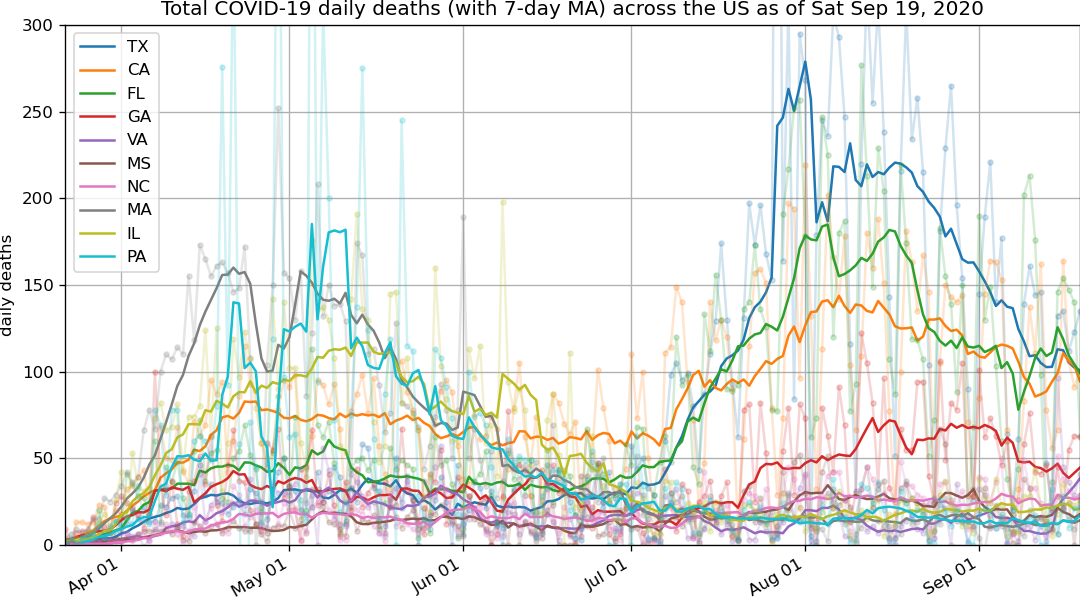 Total COVID-19 daily deaths (with 7-day MA) across the US as of Sat Sep 19, 2020
300
250
200
150
100
50
0
daily deaths
TX
CA
FL
GA
VA
MS
NC
MA
IL
PA
Apr 01
May 01
Jun 01
Jul 01
Aug 01
Sep 01